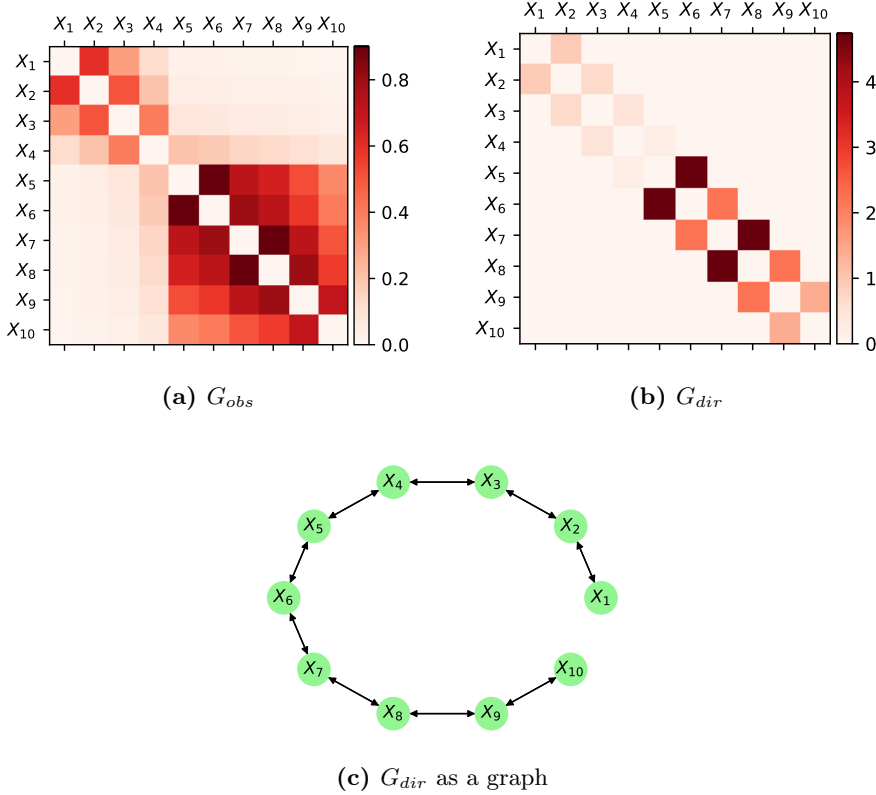 X₁ X₂ X₃ X₄ X₅ X₆ X₇ X₈ X₉ X₁₀
X₁
X₂
X₃
X₄
X₅
X₆
X₇
X₈
X₉
X₁₀
0.8
0.6
0.4
0.2
0.0
(a) G_obs
X₁ X₂ X₃ X₄ X₅ X₆ X₇ X₈ X₉ X₁₀
X₁
X₂
X₃
X₄
X₅
X₆
X₇
X₈
X₉
X₁₀
4
3
2
1
0
(b) G_dir
X₄ X₃
X₅ X₂
X₆ X₁
X₇ X₁₀
X₈ X₉
(c) G_dir as a graph